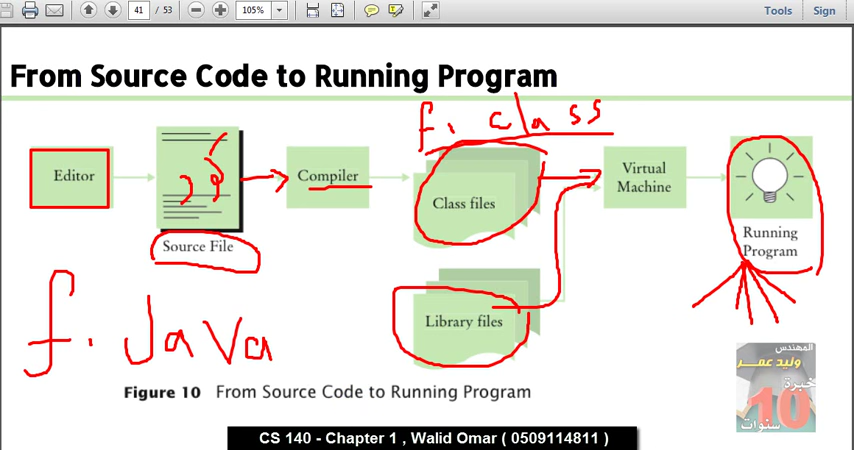 41 / 53
105%
Tools
Sign
From Source Code to Running Program
f. class
Editor
Compiler
Class files
Virtual
Machine
Source File
Running
Program
f. Java
Library files
المهندس
وليد عمر
خبرة
10
سنوات
Figure 10 From Source Code to Running Program
CS 140 - Chapter 1 , Walid Omar ( 0509114811 )